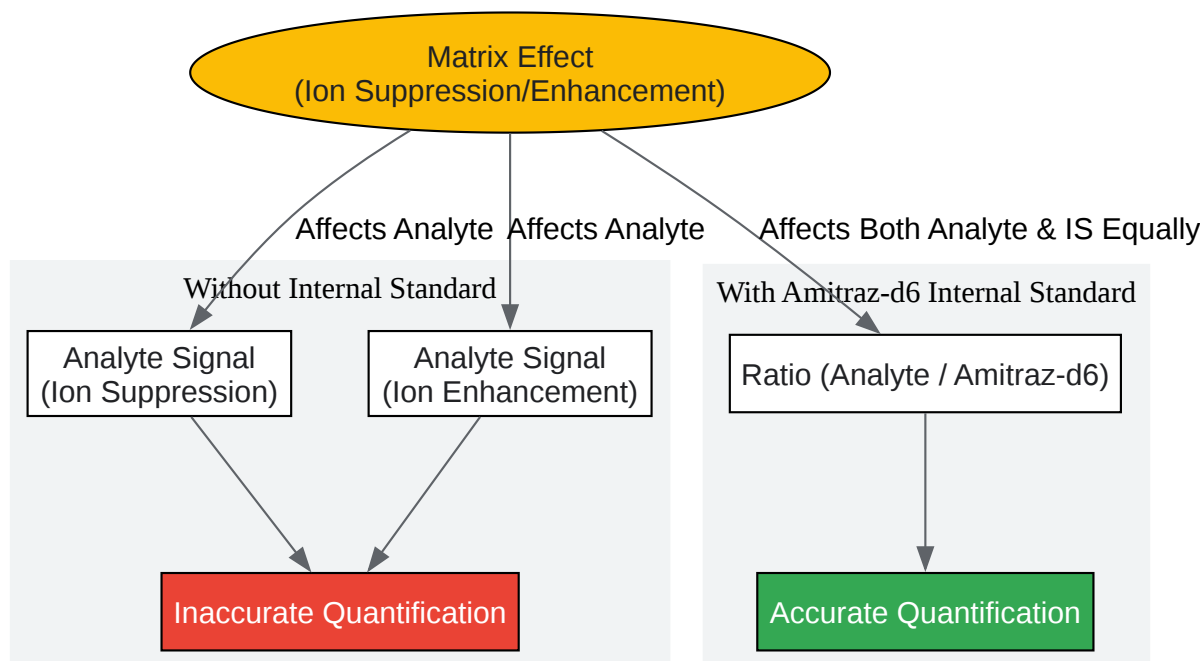 Matrix Effect
(Ion Suppression/Enhancement)
Affects Analyte
Affects Analyte
Affects Both Analyte & IS Equally
Without Internal Standard
With Amitraz-d6 Internal Standard
Analyte Signal
(Ion Suppression)
Analyte Signal
(Ion Enhancement)
Ratio (Analyte / Amitraz-d6)
Inaccurate Quantification
Accurate Quantification